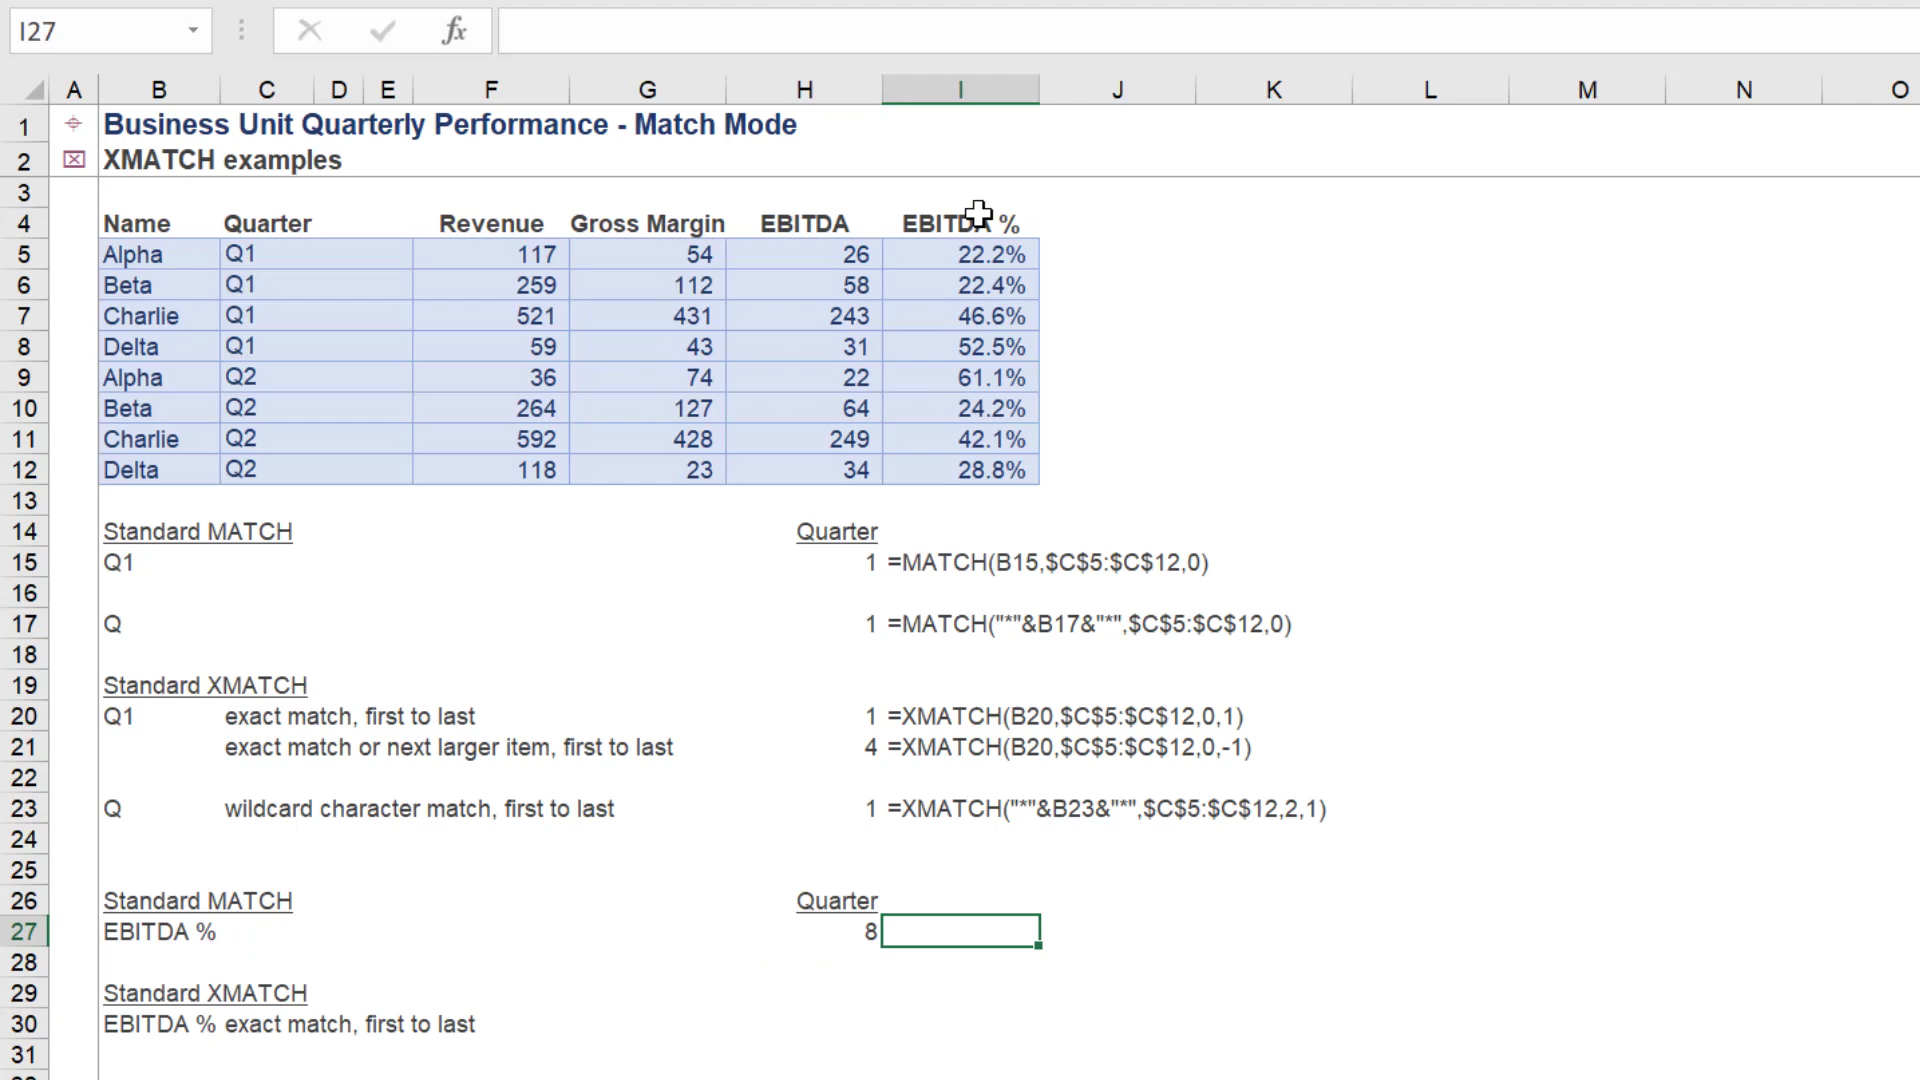 I27
fx
A B C D E F G H I J K L M N O
1 Business Unit Quarterly Performance - Match Mode
2 XMATCH examples
3
4 Name Quarter Revenue Gross Margin EBITDA EBITDA %
5 Alpha Q1 117 54 26 22.2%
6 Beta Q1 259 112 58 22.4%
7 Charlie Q1 521 431 243 46.6%
8 Delta Q1 59 43 31 52.5%
9 Alpha Q2 36 74 22 61.1%
10 Beta Q2 264 127 64 24.2%
11 Charlie Q2 592 428 249 42.1%
12 Delta Q2 118 23 34 28.8%
13
14 Standard MATCH Quarter
15 Q1 1 =MATCH(B15,$C$5:$C$12,0)
16
17 Q 1 =MATCH("*"&B17&"*",$C$5:$C$12,0)
18
19 Standard XMATCH
20 Q1 exact match, first to last 1 =XMATCH(B20,$C$5:$C$12,0,1)
21 exact match or next larger item, first to last 4 =XMATCH(B20,$C$5:$C$12,0,-1)
22
23 Q wildcard character match, first to last 1 =XMATCH("*"&B23&"*",$C$5:$C$12,2,1)
24
25
26 Standard MATCH Quarter
27 EBITDA % 8
28
29 Standard XMATCH
30 EBITDA % exact match, first to last
31